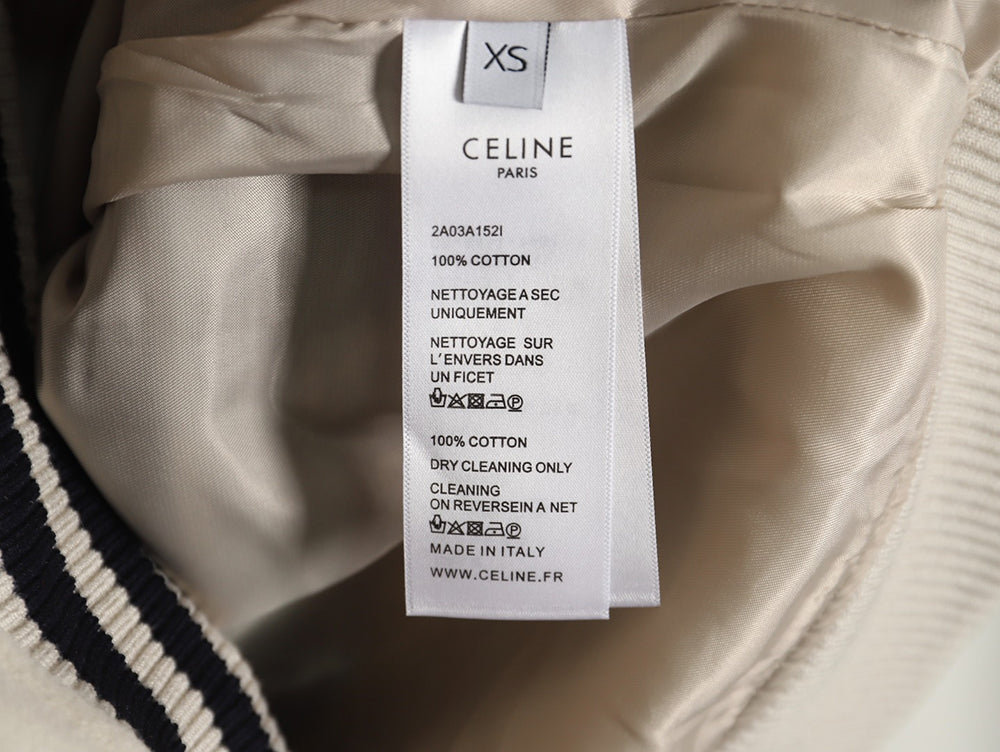 XS
CELINE
PARIS
2A03A152I
100% COTTON
NETTOYAGE A SEC
UNIQUEMENT
NETTOYAGE SUR
L'ENVERS DANS
UN FICET
100% COTTON
DRY CLEANING ONLY
CLEANING
ON REVERSEIN A NET
MADE IN ITALY
WWW.CELINE.FR